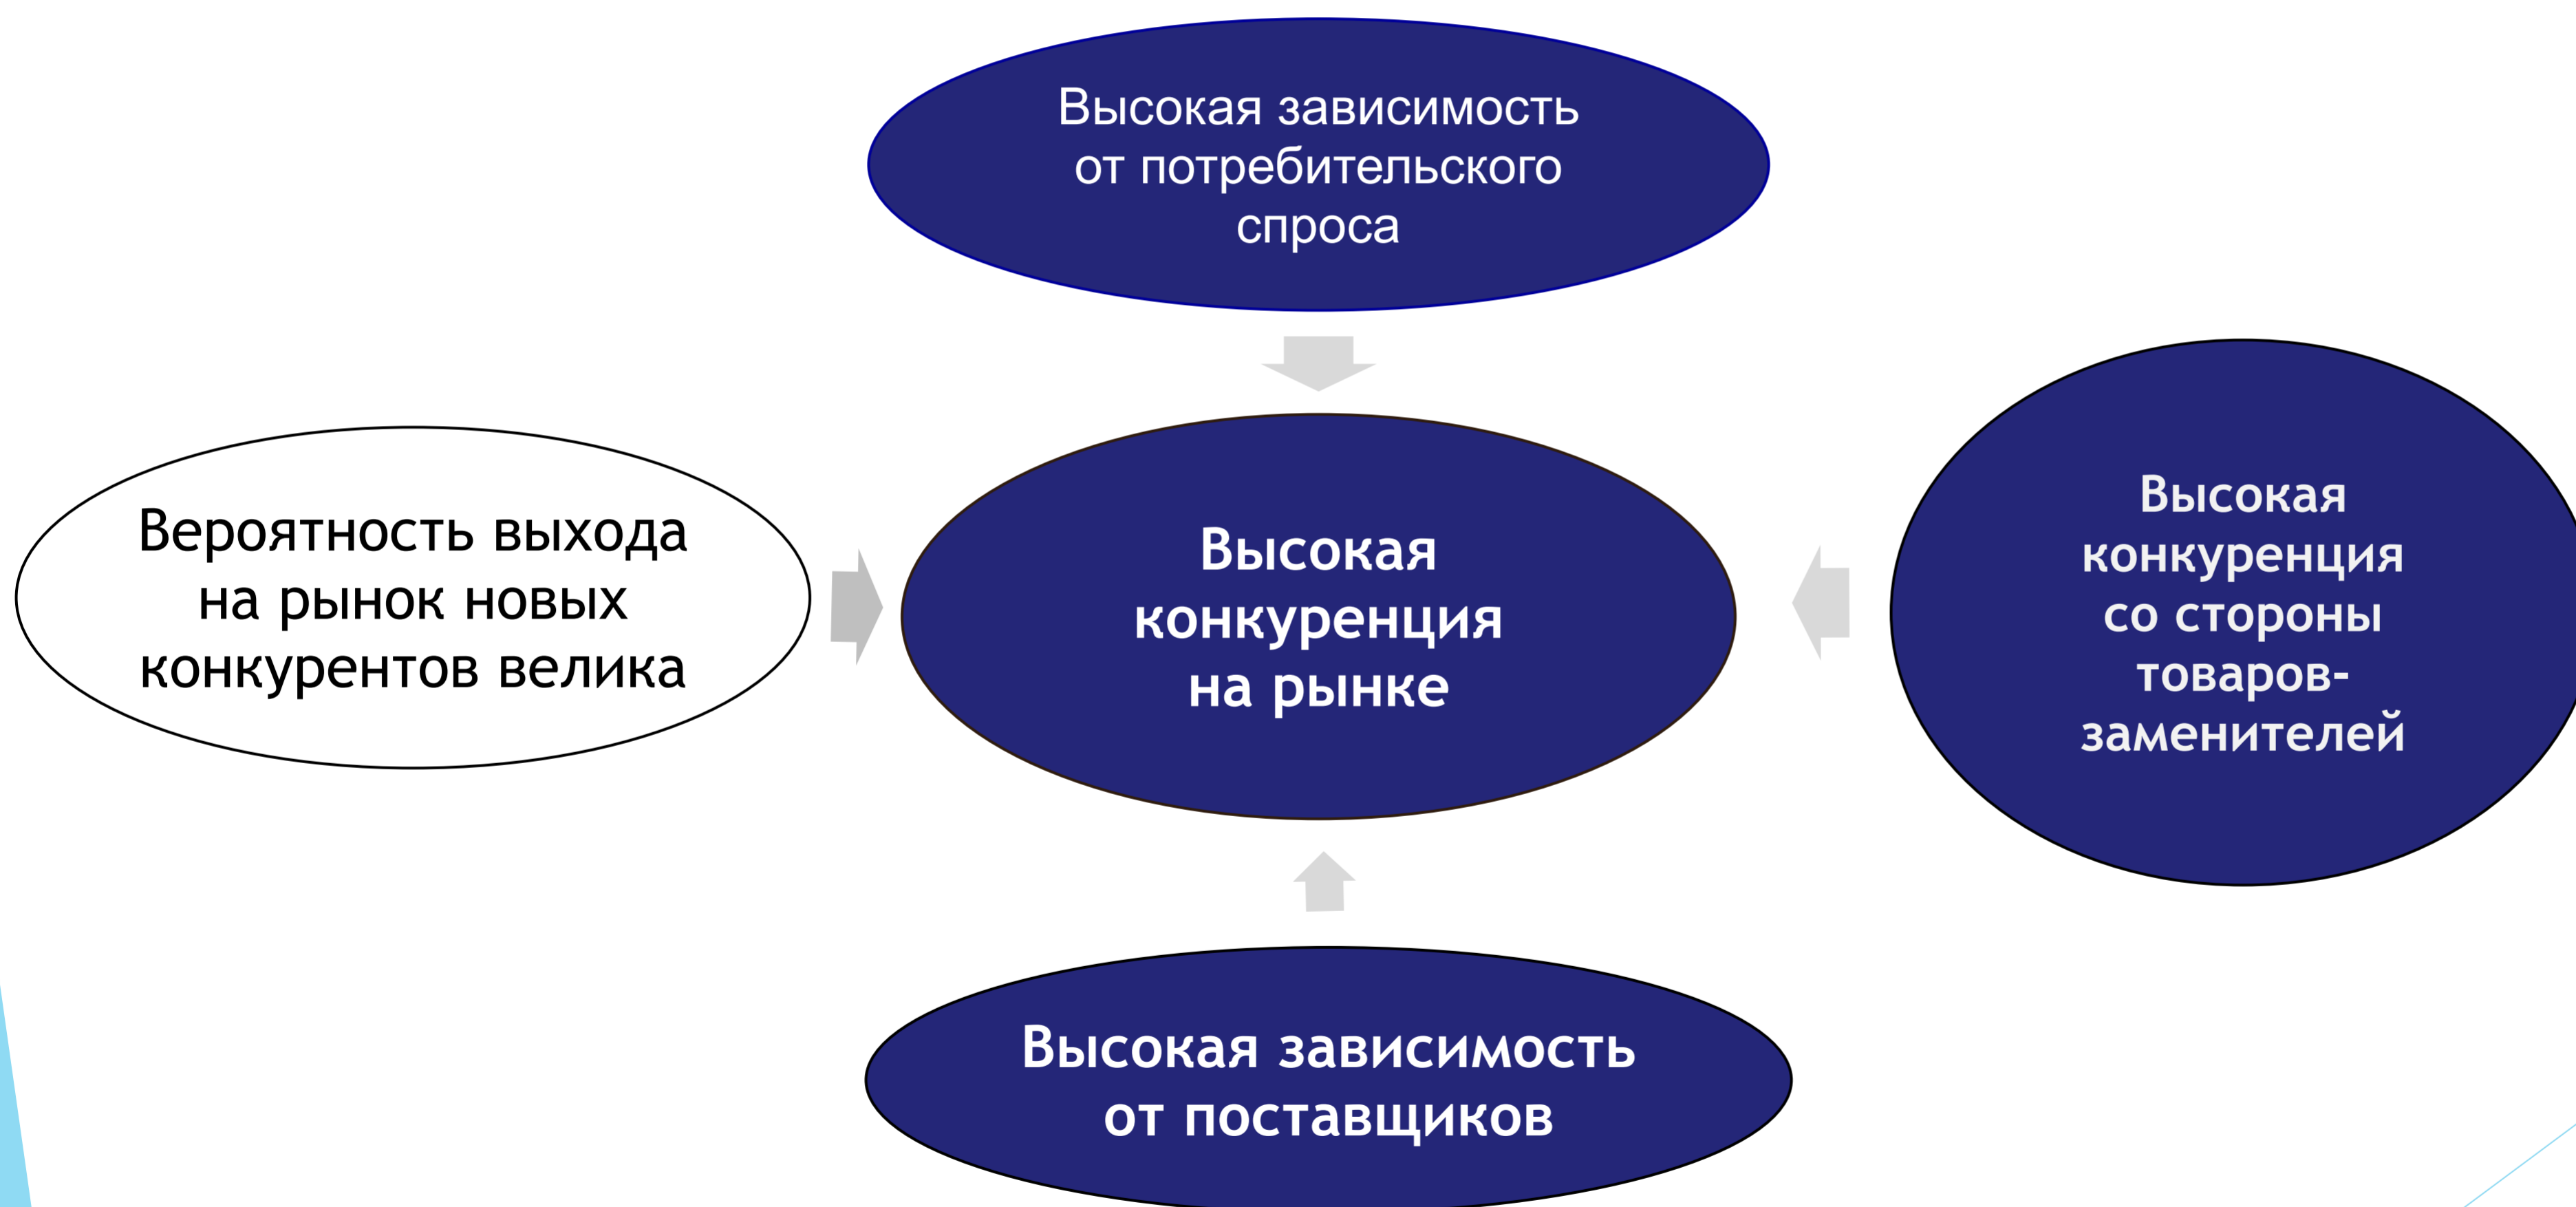 Высокая зависимость
от потребительского
спроса
Вероятность выхода
на рынок новых
конкурентов велика
Высокая
конкуренция
на рынке
Высокая
конкуренция
со стороны
товаров-
заменителей
Высокая зависимость
от поставщиков